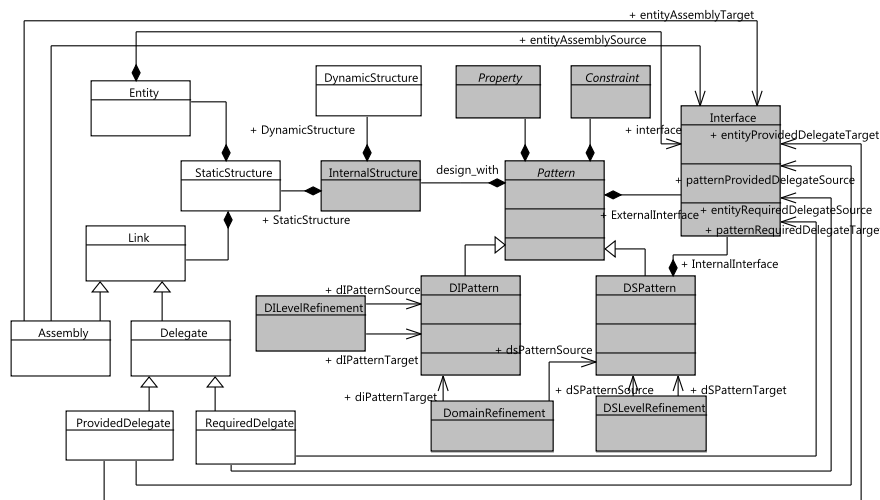 + entityAssemblyTarget
+ entityAssemblySource
DynamicStructure
Property
Constraint
Entity
Interface
+ DynamicStructure
+ interface
+ entityProvidedDelegateTarget
StaticStructure
InternalStructure
design_with
Pattern
+ patternProvidedDelegateSource
+ StaticStructure
+ ExternalInterface
+ entityRequiredDelegateSource
+ patternRequiredDelegateTarge
Link
+ InternalInterface
+ dIPatternSource
DIPattern
DSPattern
DILevelRefinement
Assembly
Delegate
+ dsPatternSource
+ dIPatternTarget
+ diPatternTarget
+ dSPatternSource
+ dSPatternTarget
DomainRefinement
DSLevelRefinement
ProvidedDelegate
RequiredDelgate